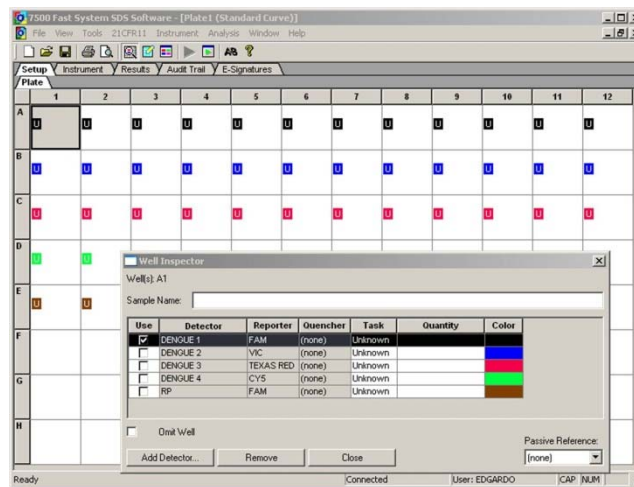 7500 Fast System SDS Software - [Plate1 (Standard Curve)]
File View Tools 21CFR11 Instrument Analysis Window Help
AB ?
Setup Instrument Results Audit Trail E-Signatures
Plate
1 2 3 4 5 6 7 8 9 10 11 12
A U U U U U U U U U U U U
B U U U U U U U U U U U U
C U U U U U U U U U U U U
D U U
E U U
F
G
H
Well Inspector
Well(s): A1
Sample Name:
Use Detector Reporter Quencher Task Quantity Color
DENGUE 1 FAM (none) Unknown
DENGUE 2 VIC (none) Unknown
DENGUE 3 TEXAS RED (none) Unknown
DENGUE 4 CY5 (none) Unknown
RP FAM (none) Unknown
Omit Well
Passive Reference:
Add Detector... Remove Close (none)
Ready Connected User: EDGARDO CAP NUM